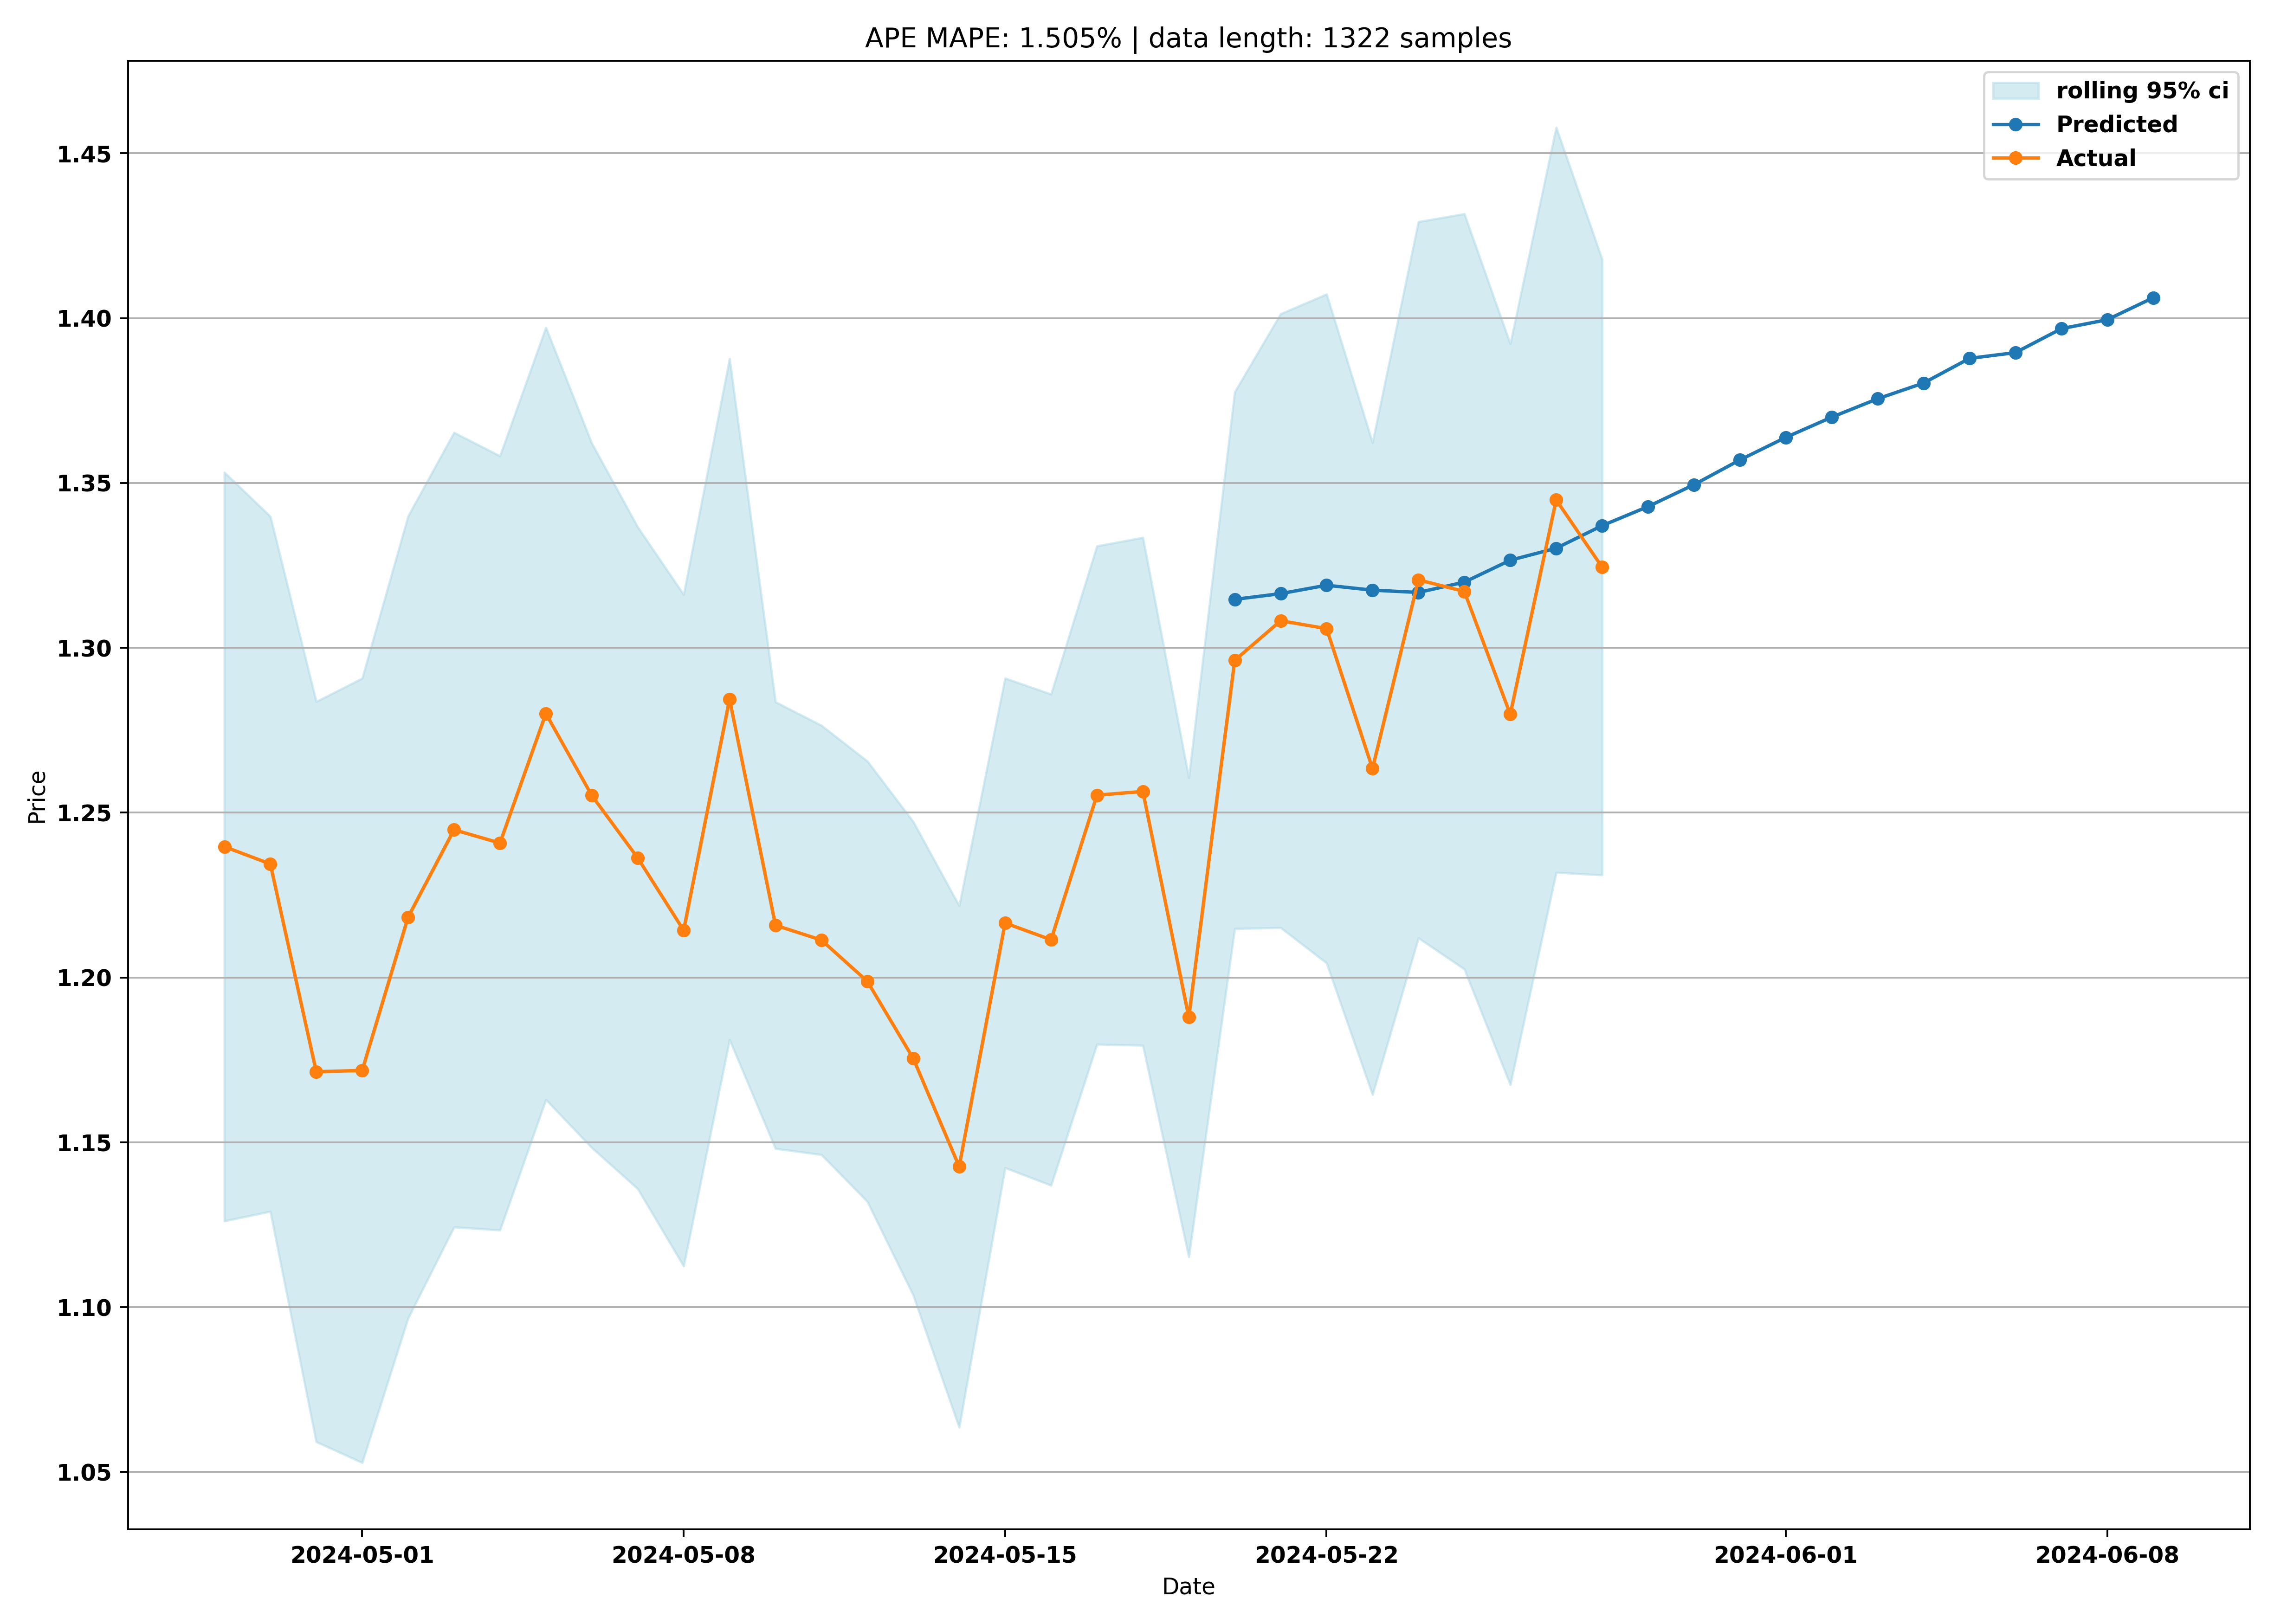 APE MAPE: 1.505% | data length: 1322 samples
rolling 95% ci
Predicted
Actual
1.45
1.40
1.35
1.30
1.25
1.20
1.15
1.10
1.05
Price
2024-05-01
2024-05-08
2024-05-15
2024-05-22
2024-06-01
2024-06-08
Date